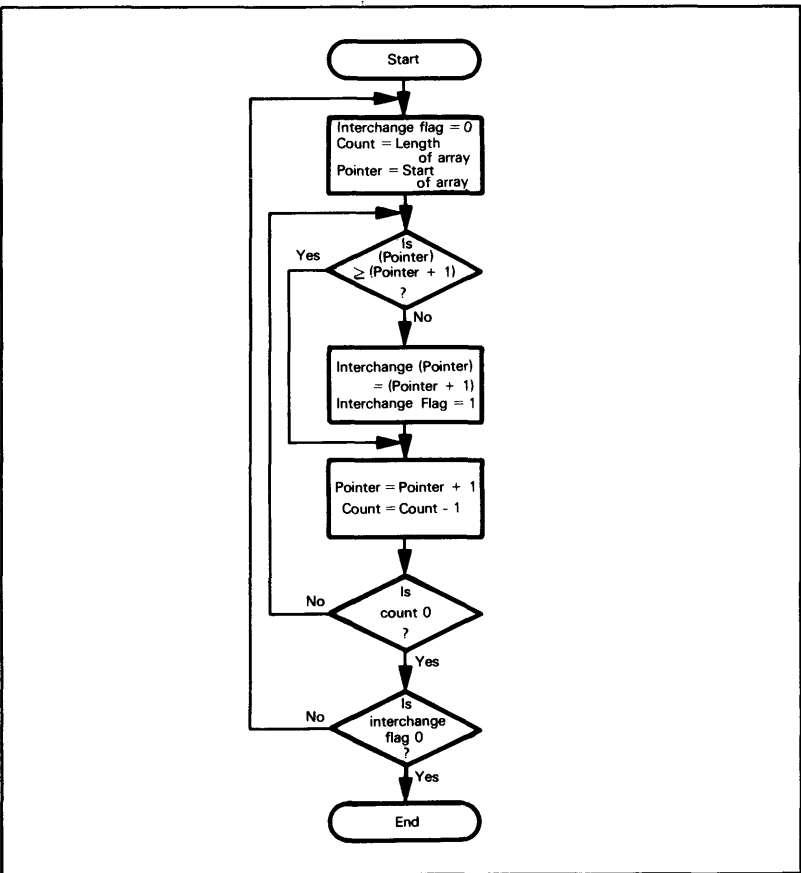 Start
Interchange flag = 0
Count = Length
of array
Pointer = Start
of array
Is
(Pointer)
≥ (Pointer + 1)
?
Yes
No
Interchange (Pointer)
= (Pointer + 1)
Interchange Flag = 1
Pointer = Pointer + 1
Count = Count - 1
Is
count 0
?
No
Yes
Is
interchange
flag 0
?
No
Yes
End